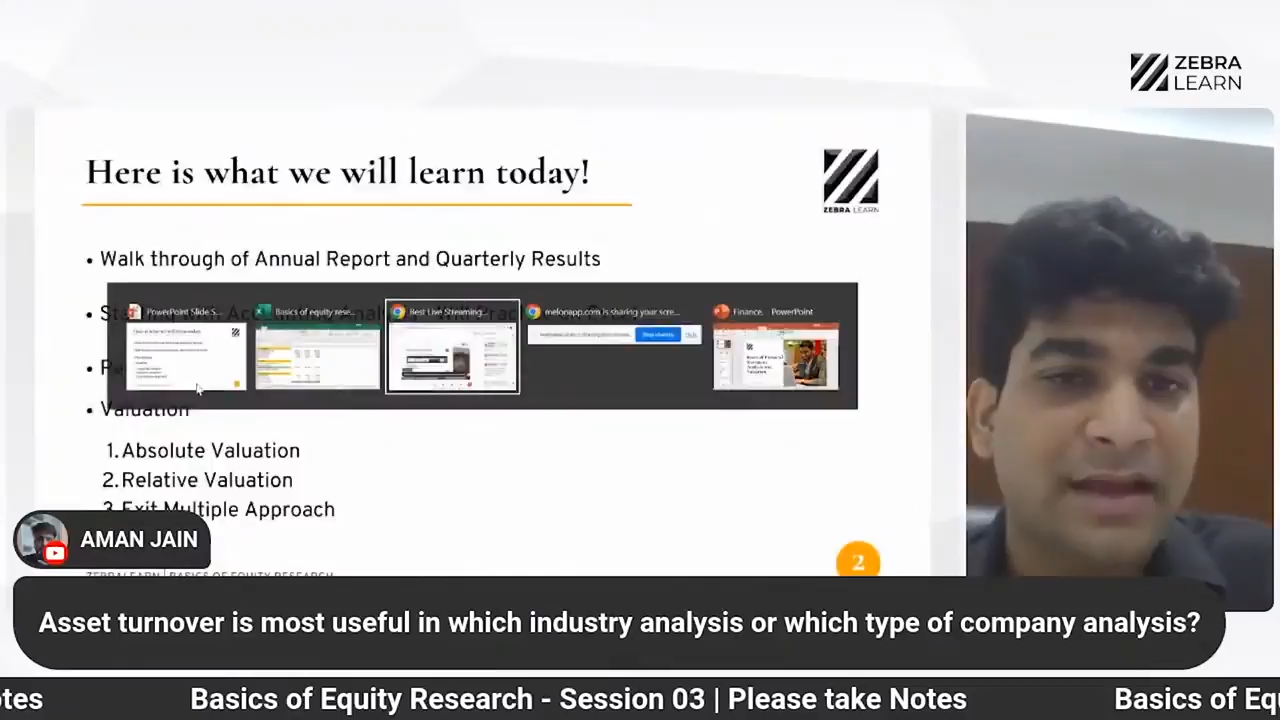 ZEBRA
LEARN
Here is what we will learn today!
ZEBRA LEARN
• Walk through of Annual Report and Quarterly Results
PowerPoint Slide S...
Basics of equity rese...
Best Live Streaming...
melonapp.com is sharing your scre...
Finance. PowerPoint
Stop sharing
• Valuation
1. Absolute Valuation
2. Relative Valuation
3. Exit Multiple Approach
AMAN JAIN
2
Asset turnover is most useful in which industry analysis or which type of company analysis?
tes
Basics of Equity Research - Session 03 | Please take Notes
Basics of Eq